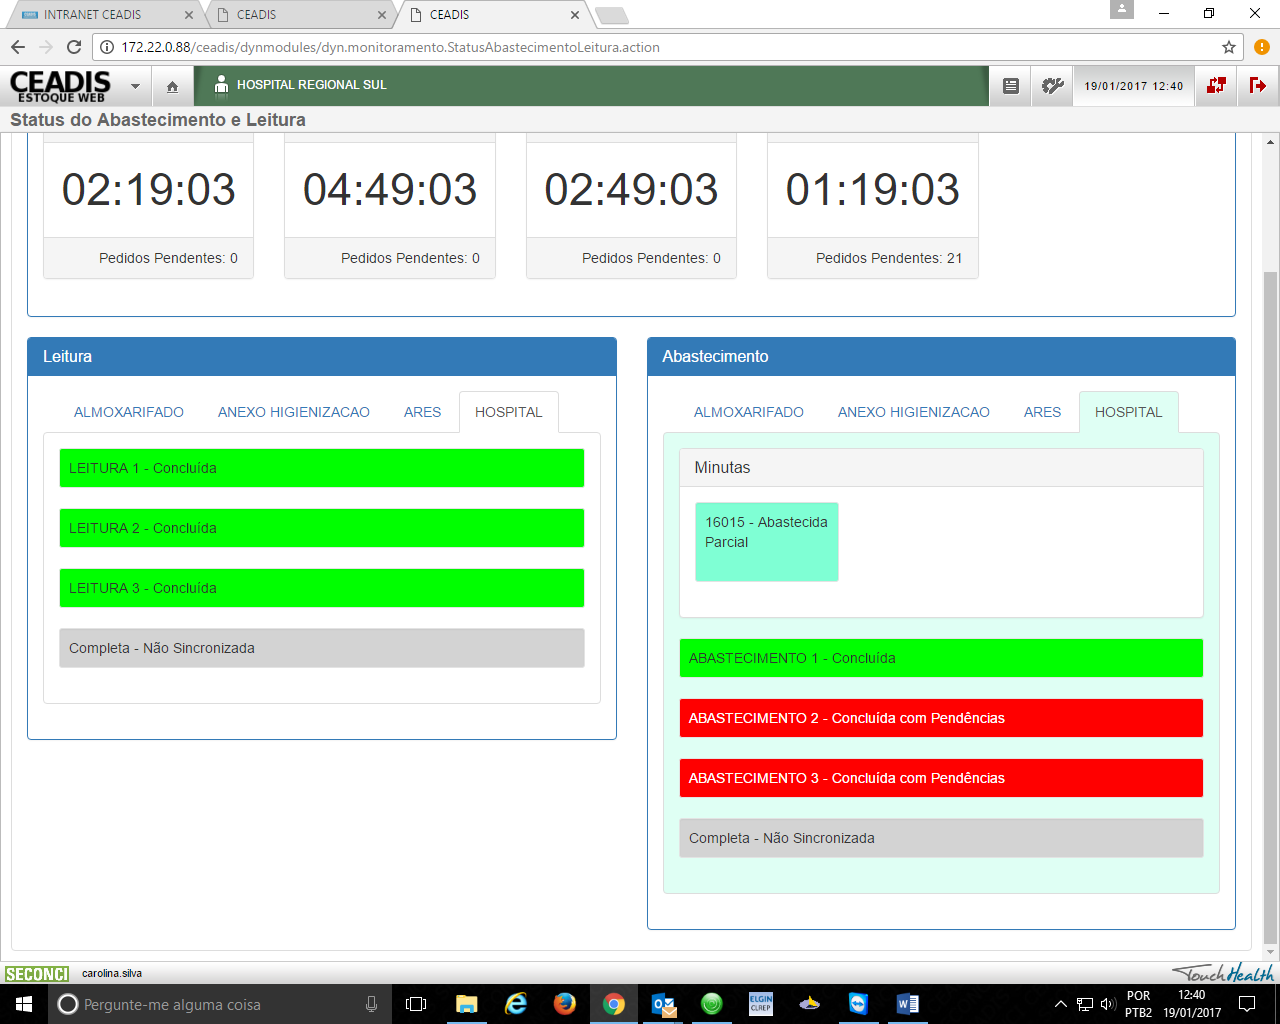 INTRANET CEADIS
CEADIS
CEADIS
172.22.0.88/ceadis/dynmodules/dyn.monitoramento.StatusAbastecimentoLeitura.action
CEADIS
ESTOQUE WEB
HOSPITAL REGIONAL SUL
19/01/2017 12:40
Status do Abastecimento e Leitura
02:19:03
04:49:03
02:49:03
01:19:03
Pedidos Pendentes: 0
Pedidos Pendentes: 0
Pedidos Pendentes: 0
Pedidos Pendentes: 21
Leitura
ALMOXARIFADO
ANEXO HIGIENIZACAO
ARES
HOSPITAL
LEITURA 1 - Concluída
LEITURA 2 - Concluída
LEITURA 3 - Concluída
Completa - Não Sincronizada
Abastecimento
ALMOXARIFADO
ANEXO HIGIENIZACAO
ARES
HOSPITAL
Minutas
16015 - Abastecida
Parcial
ABASTECIMENTO 1 - Concluída
ABASTECIMENTO 2 - Concluída com Pendências
ABASTECIMENTO 3 - Concluída com Pendências
Completa - Não Sincronizada
SECONCI
carolina.silva
TouchHealth
Pergunte-me alguma coisa
ELGIN
CLREP
POR
PTB2
12:40
19/01/2017